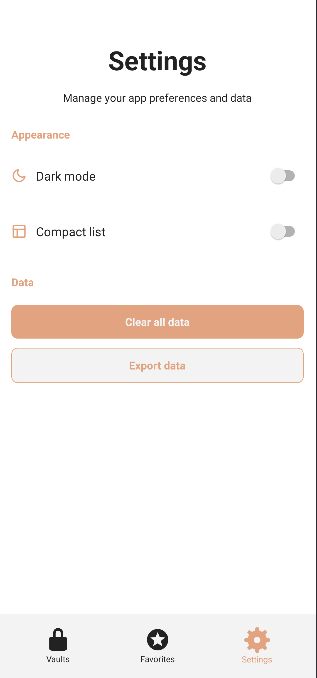 Settings
Manage your app preferences and data
Appearance
Dark mode
Compact list
Data
Clear all data
Export data
Vaults
Favorites
Settings